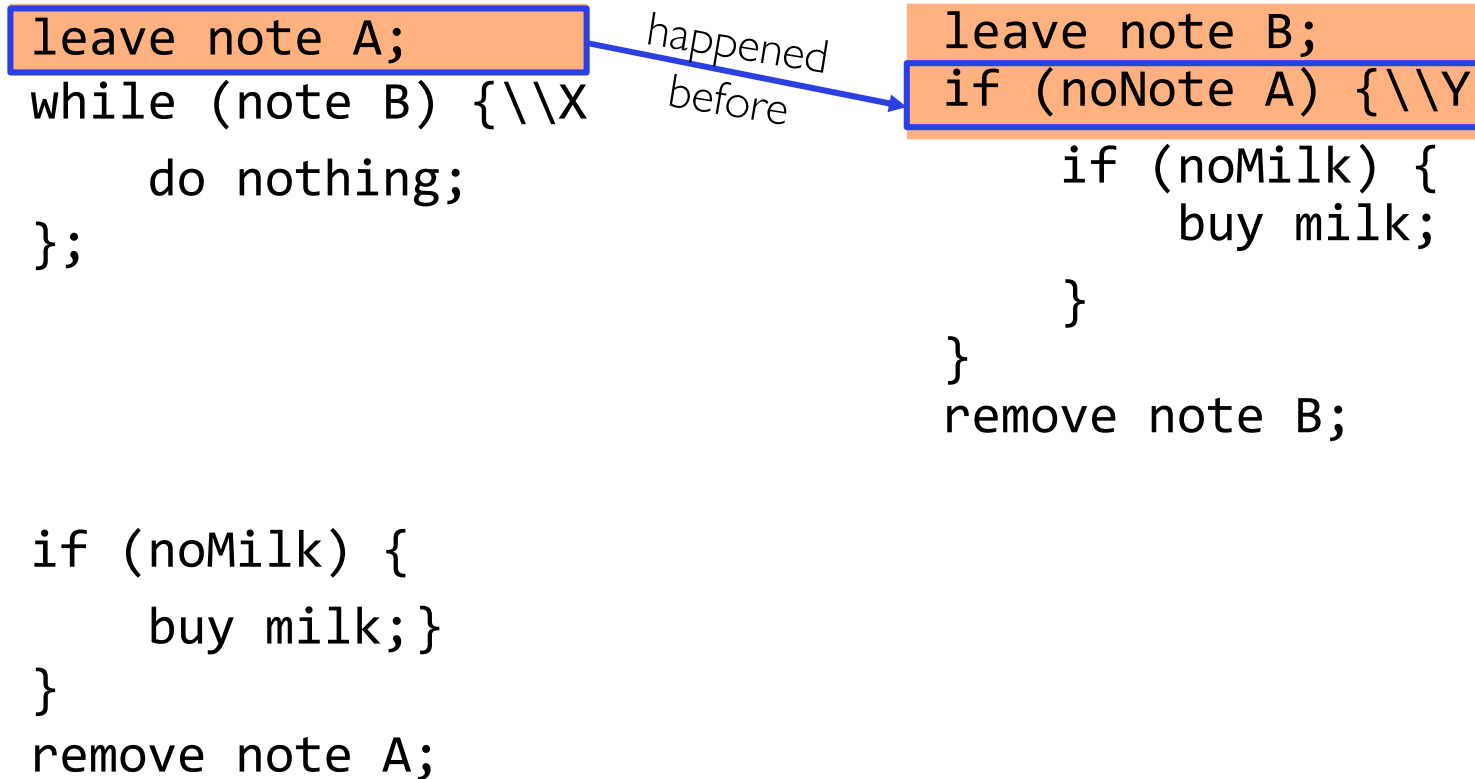 leave note A;
while (note B) {\\X
    do nothing;
};
if (noMilk) {
    buy milk;}
}
remove note A;
happened
before
leave note B;
if (noNote A) {\\Y
    if (noMilk) {
        buy milk;
    }
}
remove note B;